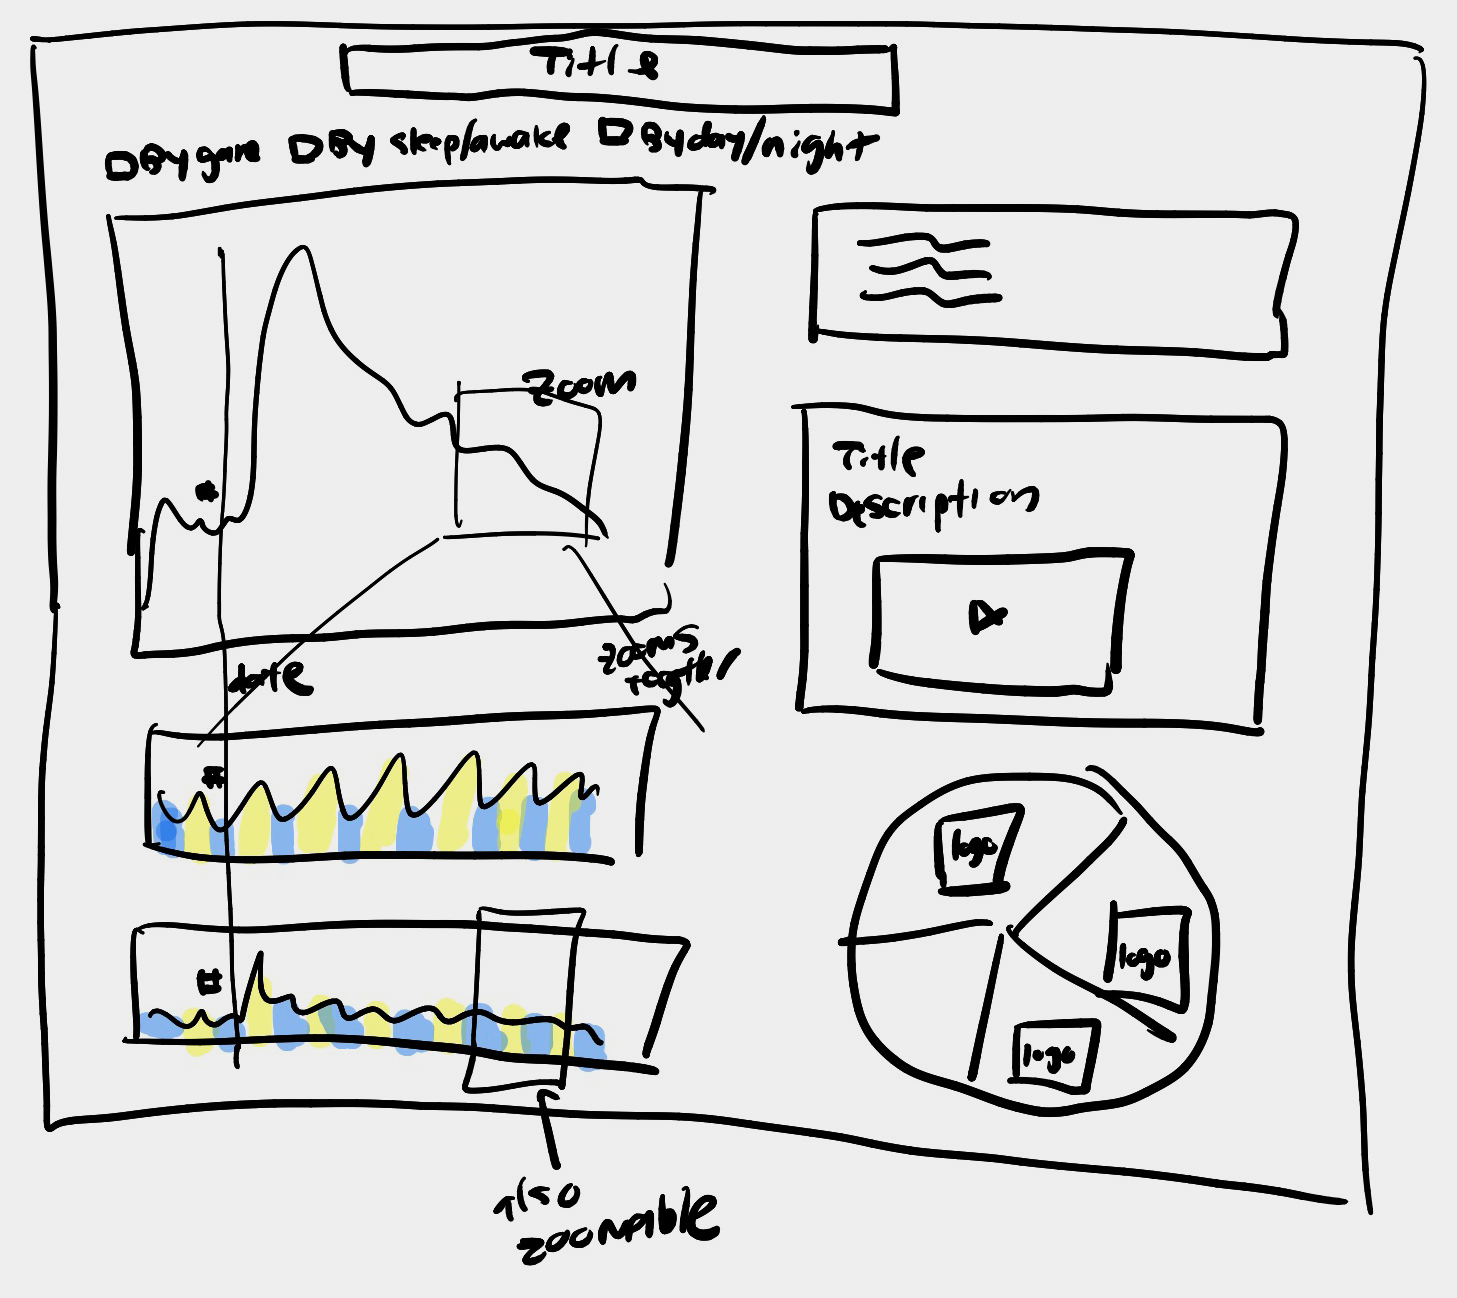 Title
By game By sleep/awake By day/night
Zoom
#
date
zooms
together
#
#
Title
Description
logo
logo
logo
Also
zoomable